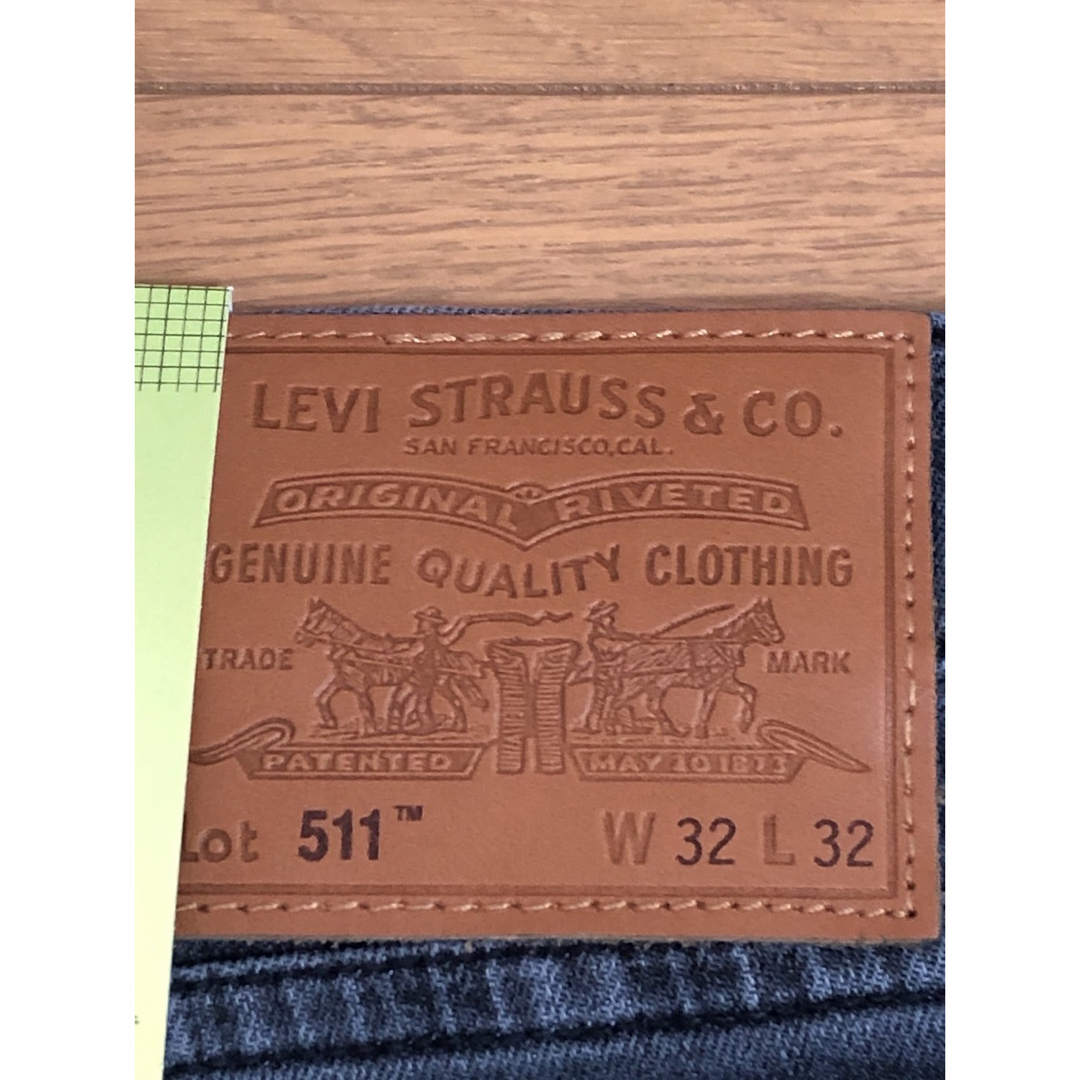 LEVI STRAUSS & CO.
SAN FRANCISCO, CAL.
ORIGINAL RIVETED
GENUINE QUALITY CLOTHING
TRADE MARK
PATENTED MAY 20 1873
Lot 511™ W 32 L 32